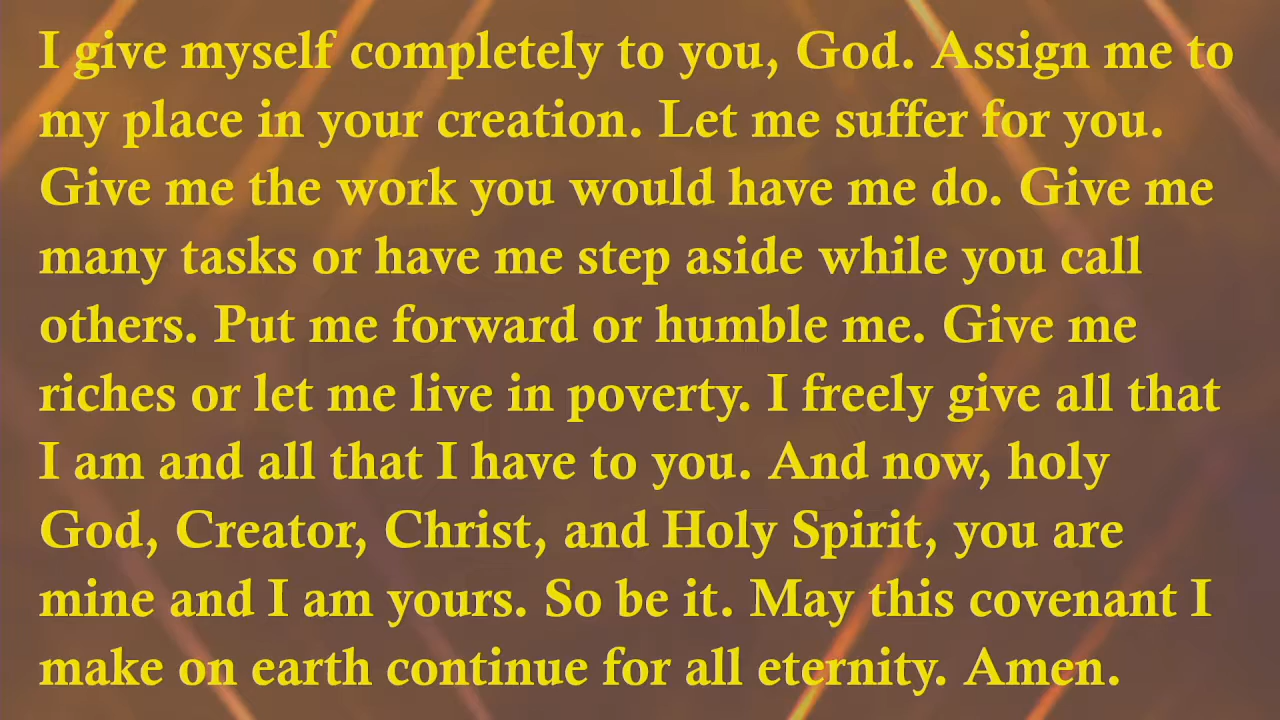 I give myself completely to you, God. Assign me to
my place in your creation. Let me suffer for you.
Give me the work you would have me do. Give me
many tasks or have me step aside while you call
others. Put me forward or humble me. Give me
riches or let me live in poverty. I freely give all that
I am and all that I have to you. And now, holy
God, Creator, Christ, and Holy Spirit, you are
mine and I am yours. So be it. May this covenant I
make on earth continue for all eternity. Amen.